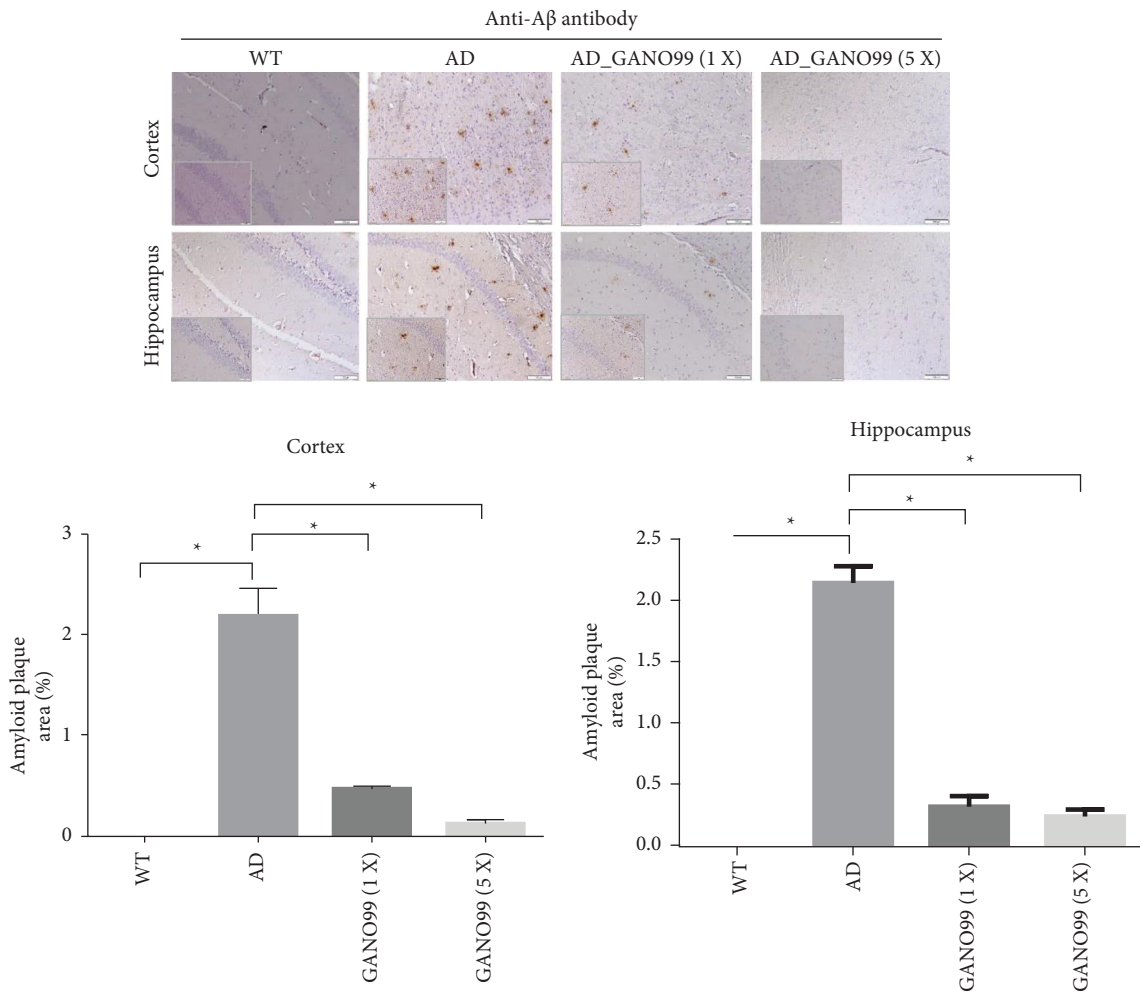 Anti-Aβ antibody
WT AD AD_GANO99 (1 X) AD_GANO99 (5 X)
Cortex
Hippocampus
Cortex
*
*
*
3
2
1
0
Amyloid plaque
area (%)
WT
AD
GANO99 (1 X)
GANO99 (5 X)
Hippocampus
*
*
*
2.5
2.0
1.5
1.0
0.5
0.0
Amyloid plaque
area (%)
WT
AD
GANO99 (1 X)
GANO99 (5 X)